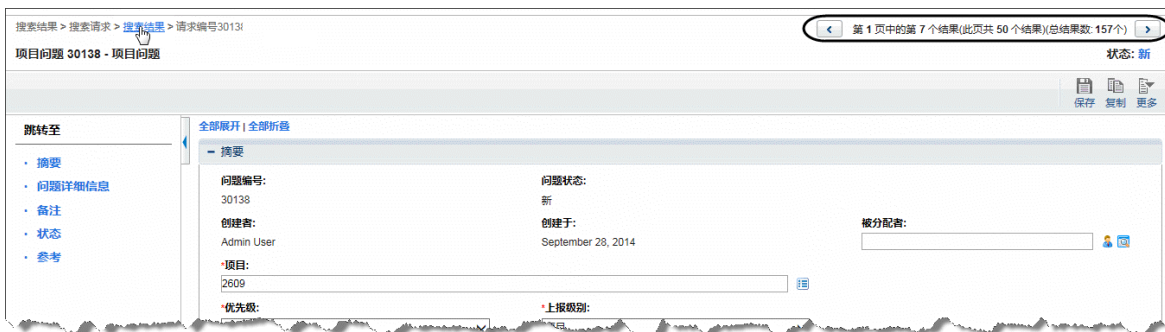 搜索结果 > 搜索请求 > 搜索结果 > 请求编号30138
第 1 页中的第 7 个结果(此页共 50 个结果)(总结果数: 157个)
项目问题 30138 - 项目问题
状态: 新
保存 复制 更多
跳转至
全部展开 | 全部折叠
摘要
· 摘要
· 问题详细信息
· 备注
· 状态
· 参考
问题编号:
问题状态:
30138
新
创建者:
创建于:
被分配者:
Admin User
September 28, 2014
*项目:
2609
*优先级:
*上报级别: